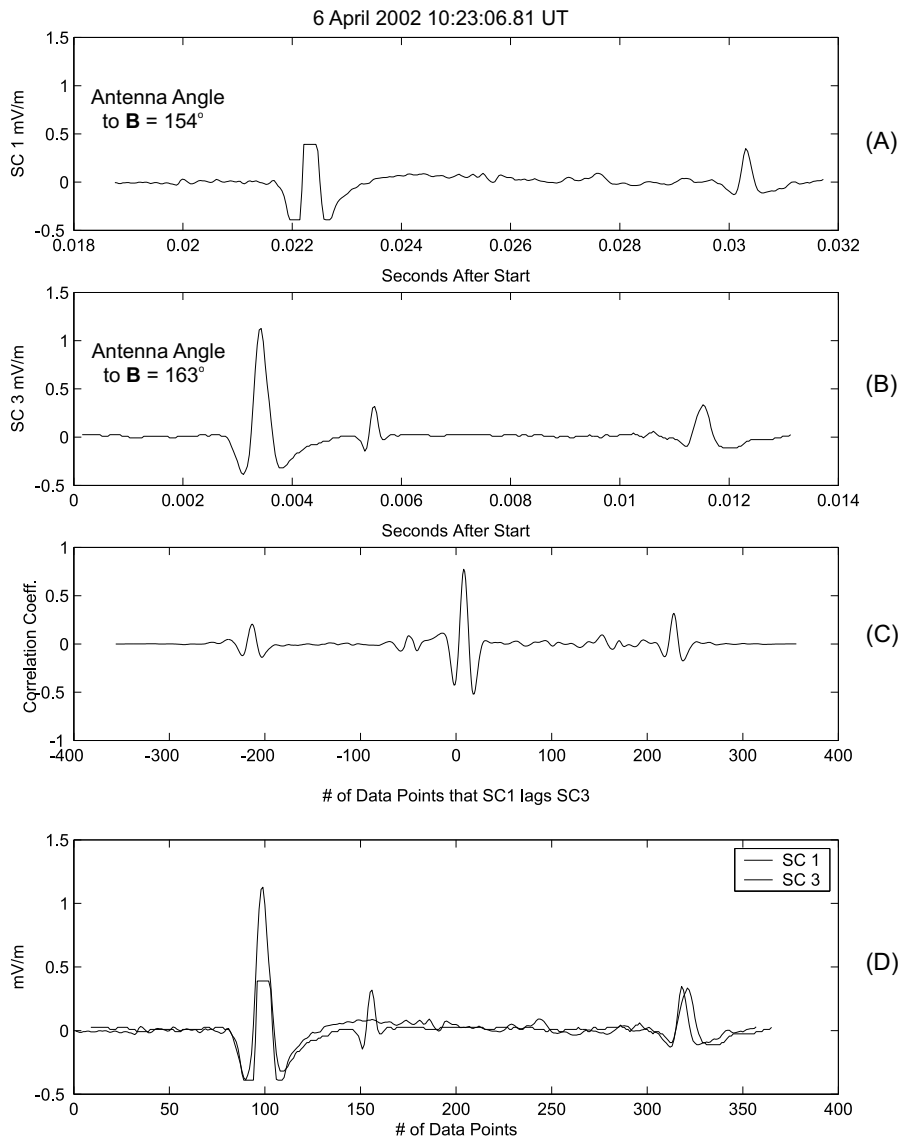 6 April 2002 10:23:06.81 UT
1.5
1
0.5
0
-0.5
SC 1 mV/m
Antenna Angle
to B = 154°
(A)
0.018 0.02 0.022 0.024 0.026 0.028 0.03 0.032
Seconds After Start
1.5
1
0.5
0
-0.5
SC 3 mV/m
Antenna Angle
to B = 163°
(B)
0 0.002 0.004 0.006 0.008 0.01 0.012 0.014
Seconds After Start
1
0.5
0
-0.5
-1
Correlation Coeff.
(C)
-400 -300 -200 -100 0 100 200 300 400
# of Data Points that SC1 lags SC3
1.5
1
0.5
0
-0.5
mV/m
SC 1
SC 3
(D)
0 50 100 150 200 250 300 350 400
# of Data Points